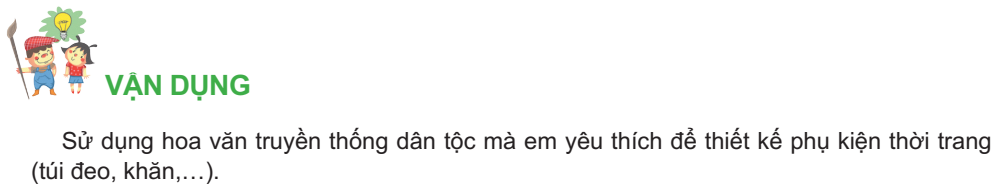 VẬN DỤNG
Sử dụng hoa văn truyền thống dân tộc mà em yêu thích để thiết kế phụ kiện thời trang
(túi đeo, khăn,…).